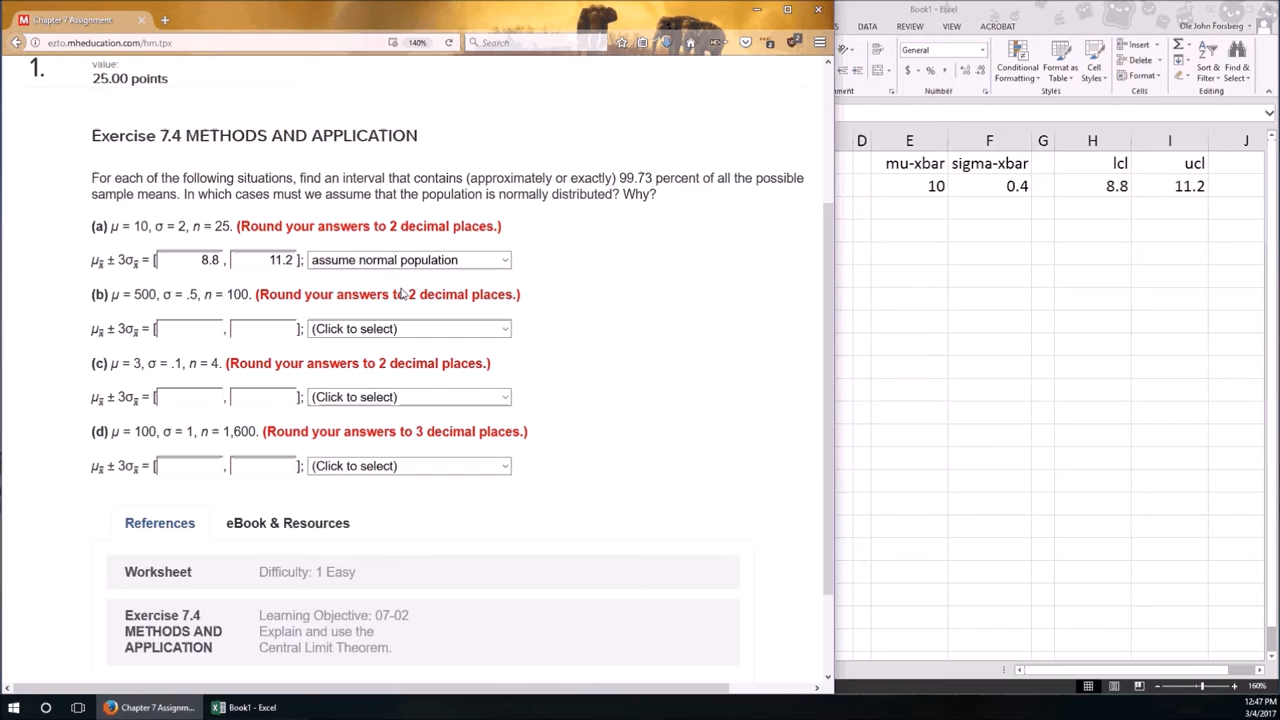 Chapter 7 Assignment
Book1 - Excel
ezto.mheducation.com/hm.tpx
140%
Search
DATA REVIEW VIEW ACROBAT
Ole John Forsberg
General
Conditional Formatting
Format as Table
Cell Styles
Insert
Delete
Format
Sort & Filter
Find & Select
Number
Styles
Cells
Editing
1.
value:
25.00 points
Exercise 7.4 METHODS AND APPLICATION
For each of the following situations, find an interval that contains (approximately or exactly) 99.73 percent of all the possible
sample means. In which cases must we assume that the population is normally distributed? Why?
(a) μ = 10, σ = 2, n = 25. (Round your answers to 2 decimal places.)
μx̄ ± 3σx̄ = [ 8.8 , 11.2 ]; assume normal population
(b) μ = 500, σ = .5, n = 100. (Round your answers to 2 decimal places.)
μx̄ ± 3σx̄ = [ , ]; (Click to select)
(c) μ = 3, σ = .1, n = 4. (Round your answers to 2 decimal places.)
μx̄ ± 3σx̄ = [ , ]; (Click to select)
(d) μ = 100, σ = 1, n = 1,600. (Round your answers to 3 decimal places.)
μx̄ ± 3σx̄ = [ , ]; (Click to select)
References eBook & Resources
Worksheet Difficulty: 1 Easy
Exercise 7.4 Learning Objective: 07-02
METHODS AND Explain and use the
APPLICATION Central Limit Theorem.
D E F G H I J
mu-xbar sigma-xbar lcl ucl
10 0.4 8.8 11.2
160%
Chapter 7 Assignm...
Book1 - Excel
12:47 PM
3/4/2017